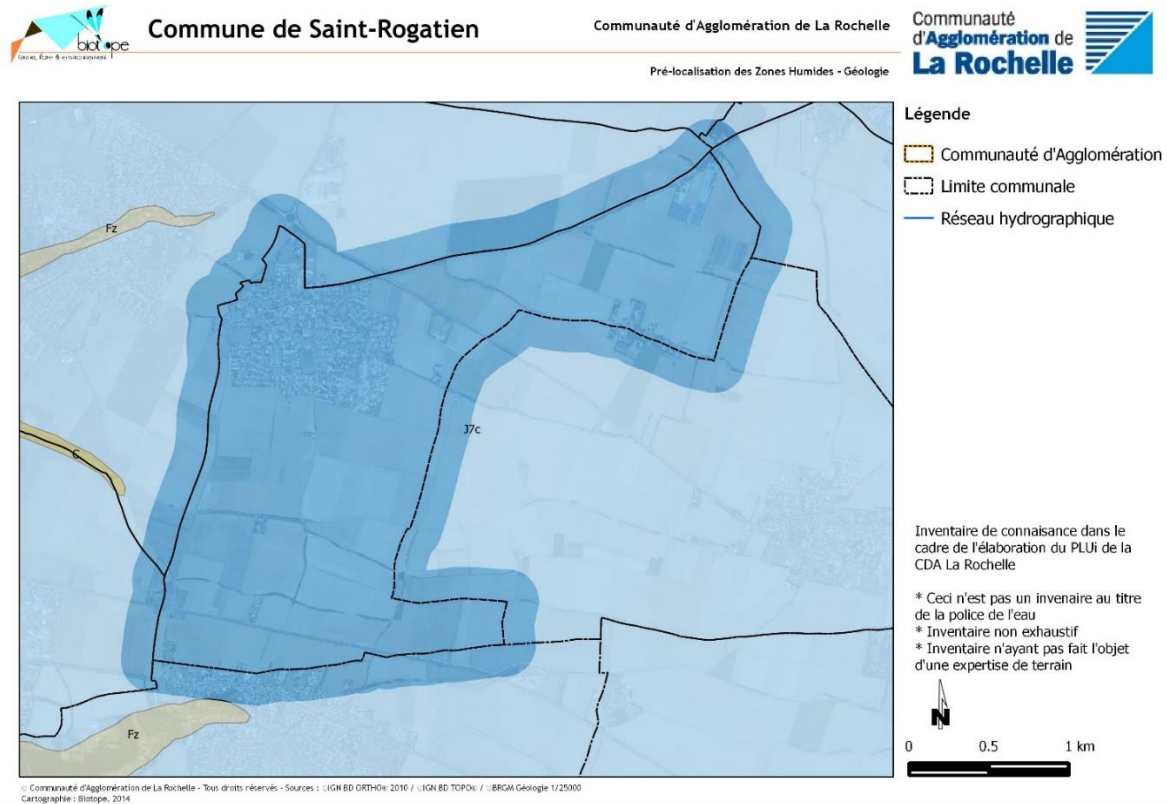 biotope
faune, flore & environnement
Commune de Saint-Rogatien
Communauté d'Agglomération de La Rochelle
Pré-localisation des Zones Humides - Géologie
Communauté
d'Agglomération de
La Rochelle
Légende
Communauté d'Agglomération
Limite communale
Réseau hydrographique
Fz
J7c
C
Fz
Inventaire de connaisance dans le
cadre de l'élaboration du PLUi de la
CDA La Rochelle
* Ceci n'est pas un invenaire au titre
de la police de l'eau
* Inventaire non exhaustif
* Inventaire n'ayant pas fait l'objet
d'une expertise de terrain
N
0 0.5 1 km
© Communauté d'Agglomération de La Rochelle - Tous droits réservés - Sources : ©IGN BD ORTHO® 2010 / ©IGN BD TOPO® / ©BRGM Géologie 1/25000
Cartographie : Biotope, 2014